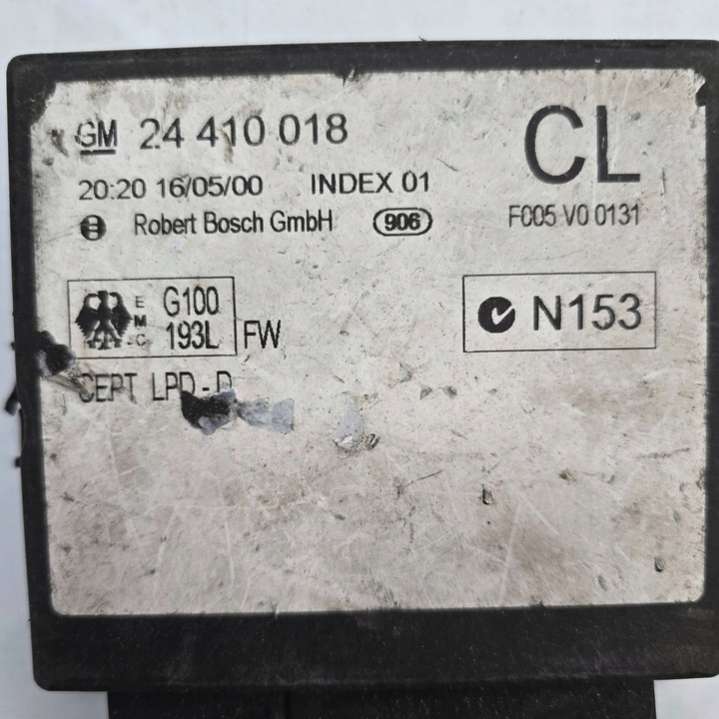 GM 24 410 018
CL
20:20 16/05/00 INDEX 01
Robert Bosch GmbH 906
F005 V0 0131
EMC G100
193L FW
N153
CEPT LPD-D